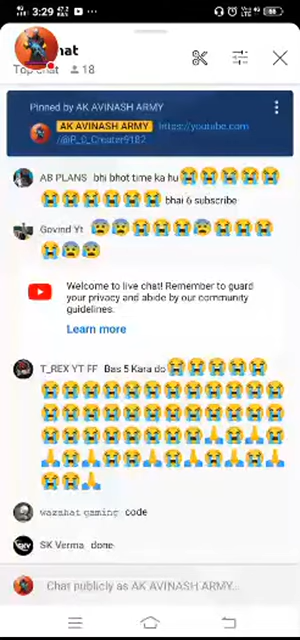 3:29
hat
Top chat 18
Pinned by AK AVINASH ARMY
AK AVINASH ARMY https://youtube.com
/@P_c_Creater9182
AB PLANS bhi bhot time ka hu😭😭😭😭😭
😭😭😭😭😭😭 bhai 6 subscribe
Govind Yt 😰😰😭😭😭😰😭😭😭
😭😰😰
Welcome to live chat! Remember to guard
your privacy and abide by our community
guidelines.
Learn more
T_REX YT FF Bas 5 Kara do😭😭😭😭😭
😭😭😭😭😭😭😭😭😭😭😭😭
😭😭😭😭😭😭😭😭😭😭😭😭
😭😭😭😭😭😭😭😭🙏😭🙏😭
🙏😭🙏😭😭🙏😭🙏😭🙏😭🙏
😭😭🙏
wazahat gaming code
SK Verma done
Chat publicly as AK AVINASH ARMY...